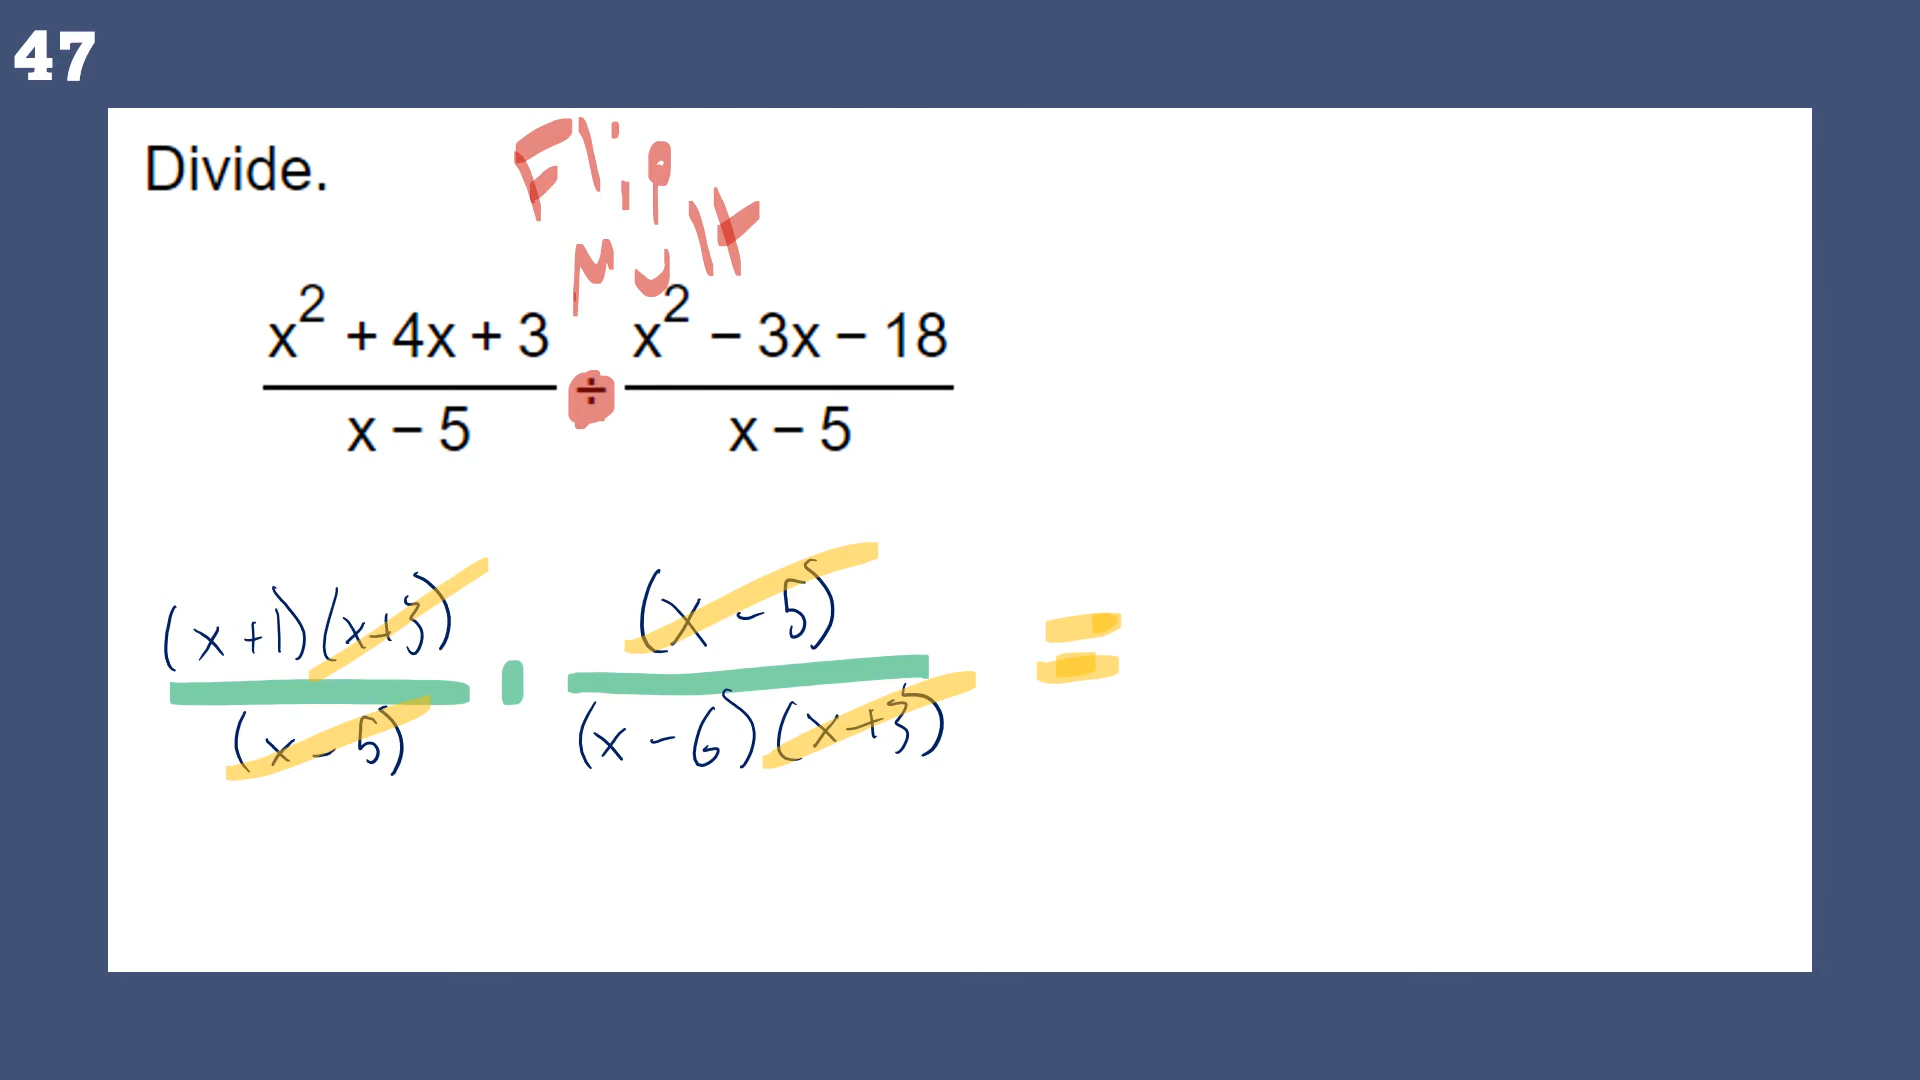 47
Divide.
Flip
Mult
x² + 4x + 3 ÷ x² − 3x − 18
x − 5 x − 5
(x+1)(x+3) · (x−5) =
(x−5) (x−6)(x+3)